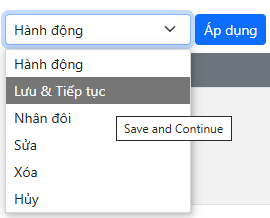 Hành động
Áp dụng
Hành động
Lưu & Tiếp tục
Nhân đôi
Save and Continue
Sửa
Xóa
Hủy